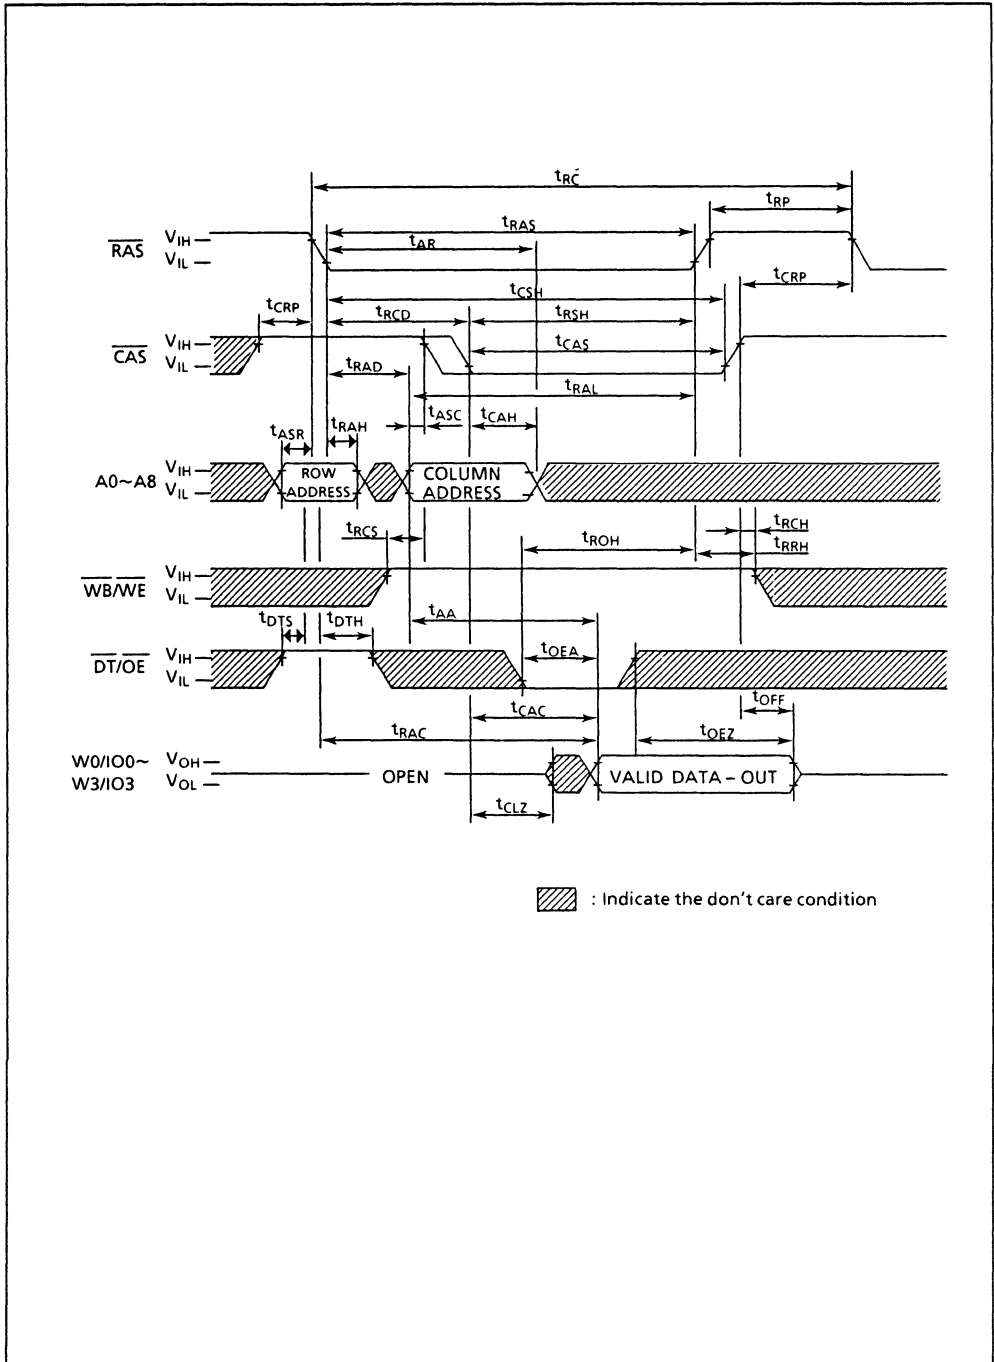 tRC
tRP
tRAS
tAR
RAS
VIH
VIL
tCRP
tCSH
tCRP
tRCD
tRSH
CAS
VIH
VIL
tCAS
tRAD
tRAL
tASC
tCAH
tASR
tRAH
A0~A8
VIH
VIL
ROW
ADDRESS
COLUMN
ADDRESS
tRCS
tROH
tRCH
tRRH
WB/WE
VIH
VIL
tDTS
tDTH
tAA
DT/OE
VIH
VIL
tOEA
tOFF
tCAC
tRAC
tOEZ
W0/IO0~
W3/IO3
VOH
VOL
OPEN
VALID DATA-OUT
tCLZ
: Indicate the don't care condition